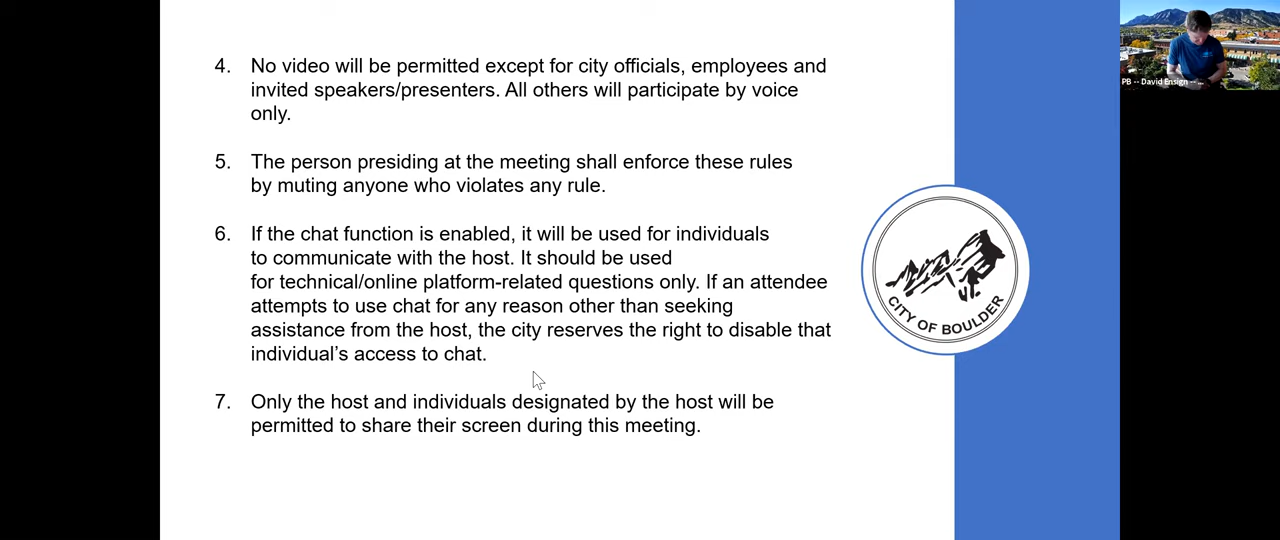 4. No video will be permitted except for city officials, employees and
invited speakers/presenters. All others will participate by voice
only.
5. The person presiding at the meeting shall enforce these rules
by muting anyone who violates any rule.
6. If the chat function is enabled, it will be used for individuals
to communicate with the host. It should be used
for technical/online platform-related questions only. If an attendee
attempts to use chat for any reason other than seeking
assistance from the host, the city reserves the right to disable that
individual's access to chat.
7. Only the host and individuals designated by the host will be
permitted to share their screen during this meeting.
CITY OF BOULDER
PB -- David Ensign -- ...